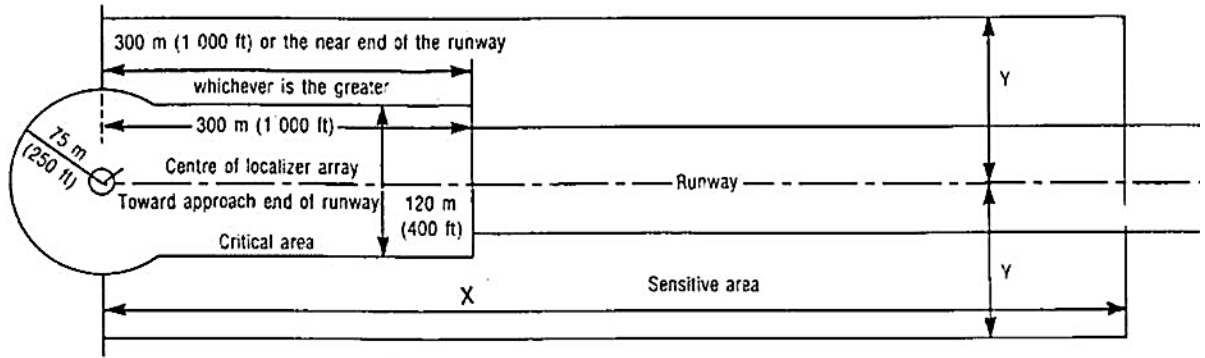 300 m (1 000 ft) or the near end of the runway
whichever is the greater
300 m (1 000 ft)
75 m
(250 ft)
Centre of localizer array
Runway
Toward approach end of runway
120 m
(400 ft)
Critical area
Y
Y
Sensitive area
X